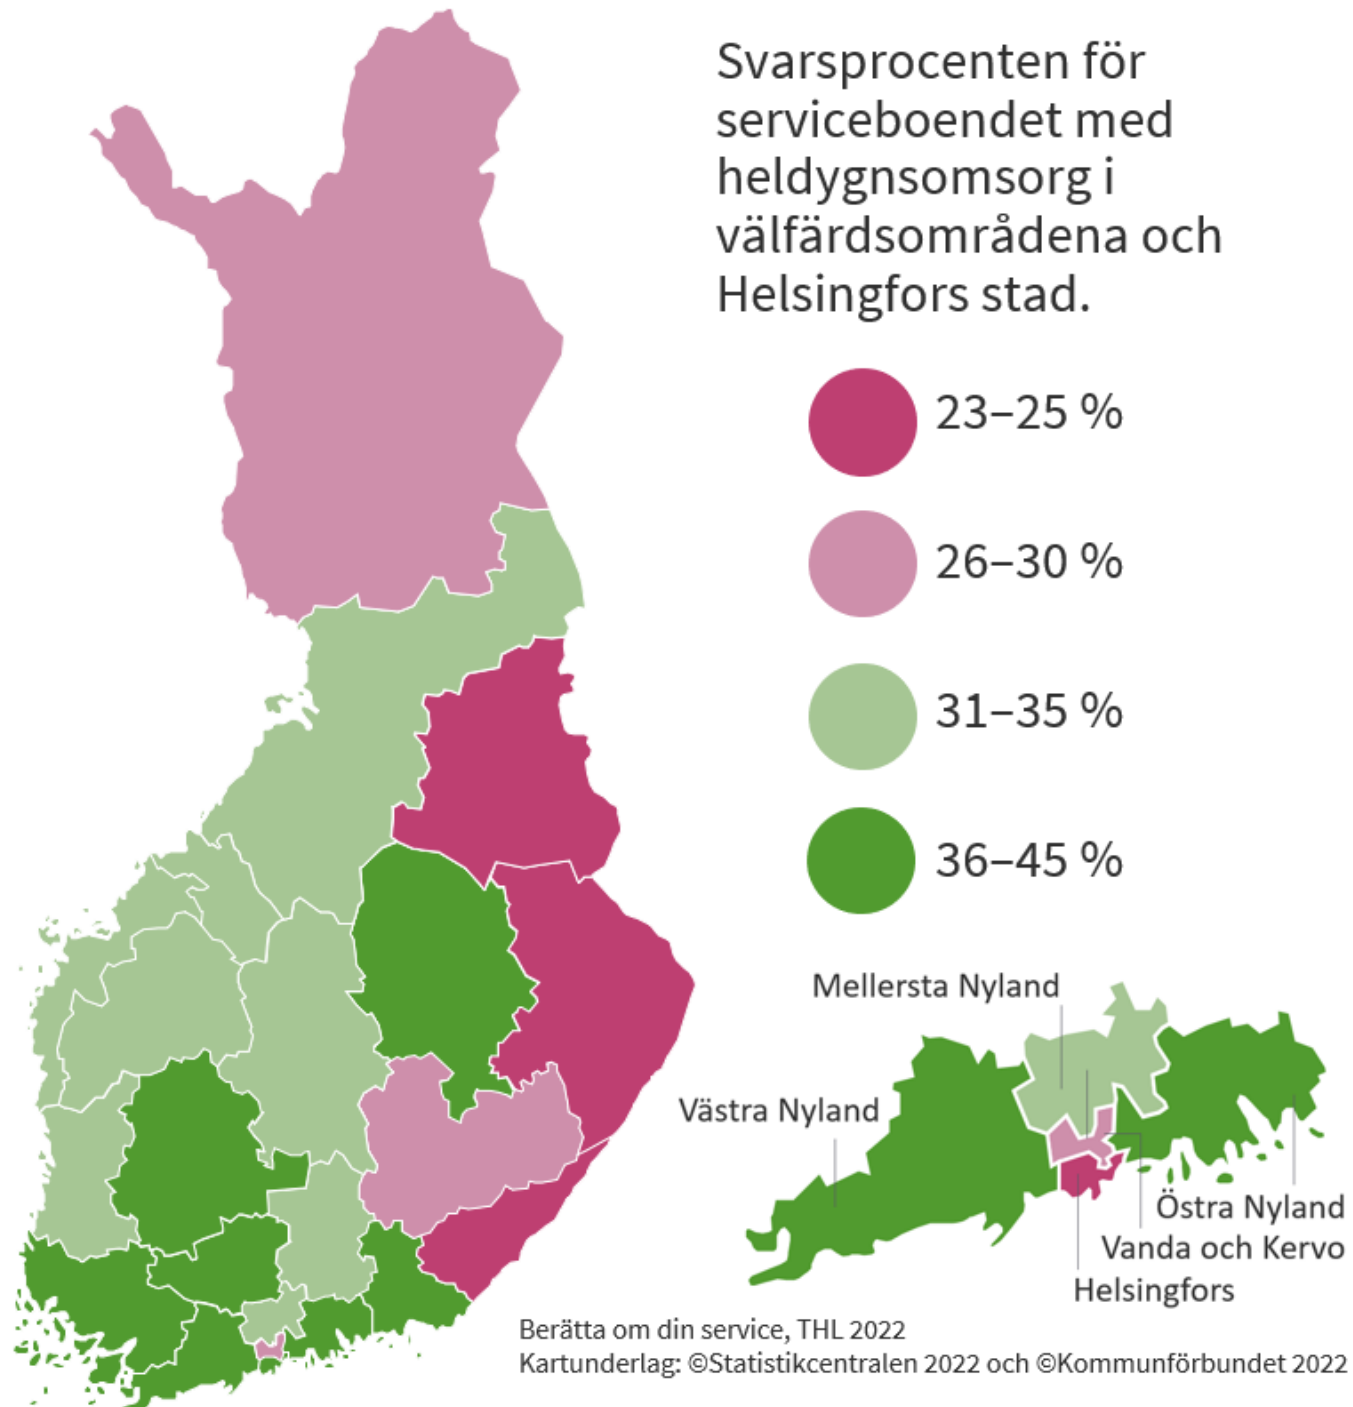 Svarsprocenten för
serviceboendet med
heldygnsomsorg i
välfärdsområdena och
Helsingfors stad.
23–25 %
26–30 %
31–35 %
36–45 %
Mellersta Nyland
Västra Nyland
Östra Nyland
Vanda och Kervo
Helsingfors
Berätta om din service, THL 2022
Kartunderlag: ©Statistikcentralen 2022 och ©Kommunförbundet 2022